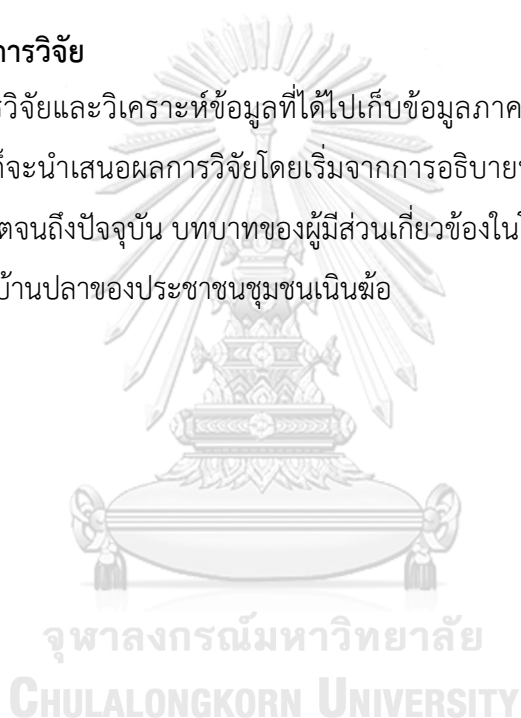 การวิจัย
รวิจัยและวิเคราะห์ข้อมูลที่ได้ไปเก็บข้อมูลภาค
ก็จะนำเสนอผลการวิจัยโดยเริ่มจากการอธิบาย
ตจนถึงปัจจุบัน บทบาทของผู้มีส่วนเกี่ยวข้องใน
บ้านปลาของประชาชนชุมชนเนินฆ้อ
จุฬาลงกรณ์มหาวิทยาลัย
CHULALONGKORN UNIVERSITY